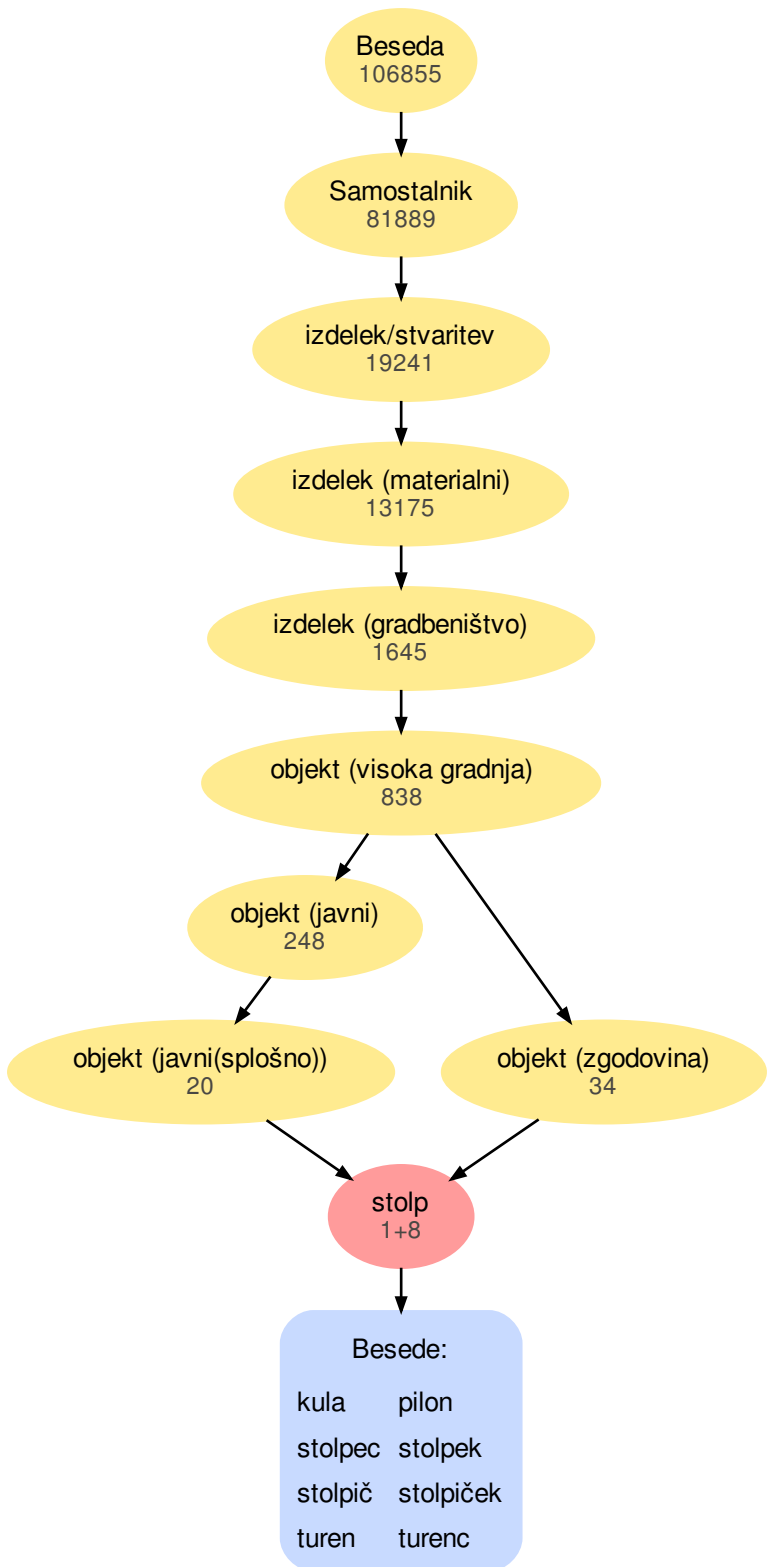 Beseda
106855
Samostalnik
81889
izdelek/stvaritev
19241
izdelek (materialni)
13175
izdelek (gradbeništvo)
1645
objekt (visoka gradnja)
838
objekt (javni)
248
objekt (javni(splošno))
20
objekt (zgodovina)
34
stolp
1+8
Besede:
kula pilon
stolpec stolpek
stolpič stolpiček
turen turenc